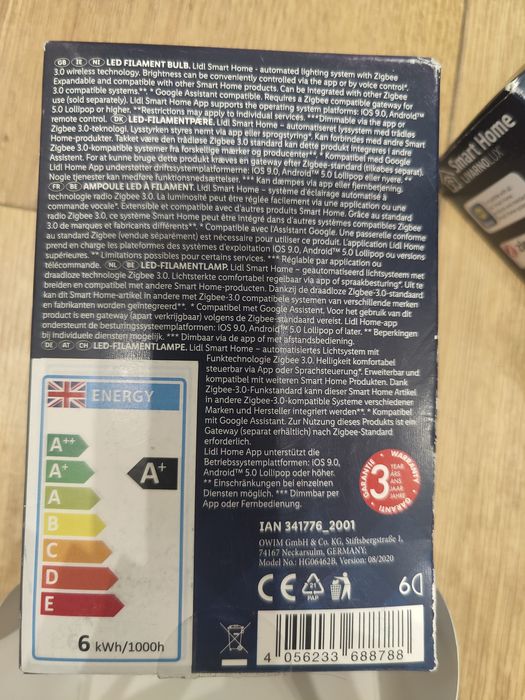 GB IE NI LED FILAMENT BULB. Lidl Smart Home - automated lighting system with Zigbee
3.0 wireless technology. Brightness can be conveniently controlled via the app or by voice control*.
Expandable and compatible with other Smart Home products. Can be integrated with other Zigbee
3.0 compatible systems.**. * Google Assistant compatible. Requires a Zigbee compatible gateway for
use (sold separately). Lidl Smart Home App supports the operating system platforms: iOS 9.0, Android™
5.0 Lollipop or higher. **Restrictions may apply to individual services. ***Dimmable via the app or
remote control. DK LED-FILAMENTPÆRE. Lidl Smart Home – automatiseret lyssystem med trådløs
Zigbee 3.0-teknologi. Lysstyrken styres nemt via app eller sprogstyring*. Kan forbindes med andre Smart
Home-produkter. Takket være den trådløse Zigbee 3.0 standard kan dette produkt integreres i andre
Zigbee 3.0-kompatible systemer fra forskellige mærker og producenter**. * Kompatibel med Google
Assistent. For at kunne bruge dette produkt kræves en gateway efter Zigbee-standard (itkøbes separat).
Lidl Home App understøtter driftssystemplatformene: iOS 9.0, Android™ 5.0 Lollipop eller nyere. **
Nogle tjenester kan medføre funktionsindskrænkelser. *** Kan dæmpes via app eller fjernbetjening.
FR BE AMPOULE LED À FILAMENT. Lidl Smart Home – système d'éclairage automatisé à
technologie radio Zigbee 3.0. La luminosité peut être réglée facilement via une application ou une
commande vocale*. Extensible et compatible avec d'autres produits Smart Home. Grâce au standard
radio Zigbee 3.0, ce système Smart Home peut être intégré dans d'autres systèmes compatibles Zigbee
3.0 de marques et fabricants différents**. * Compatible avec l'Assistant Google. Une passerelle conforme
au standard Zigbee (vendue séparément) est nécessaire pour utiliser ce produit. L'application Lidl Home
prend en charge les plateformes des systèmes d'exploitation iOS 9.0, Android™ 5.0 Lollipop ou versions
supérieures. ** Limitations possibles pour certains services. *** Réglable par application ou
télécommande. NL BE LED-FILAMENTLAMP. Lidl Smart Home – geautomatiseerd lichtsysteem met
draadloze technologie Zigbee 3.0. Lichtsterkte comfortabel regelbaar via app of spraakbesturing*. Uit te
breiden en compatibel met andere Smart Home-producten. Dankzij de draadloze Zigbee-3.0-standaard
kan dit Smart Home-artikel in andere met Zigbee-3.0-compatibele systemen van verschillende merken
en fabrikanten worden geïntegreerd**. * Compatibel met Google Assistent. Voor het gebruik van dit
product is een gateway (apart verkrijgbaar) volgens de Zigbee-standaard vereist. Lidl Home-app
ondersteunt de besturingssysteemplatformen: iOS 9.0, Android™ 5.0 Lollipop of later. ** Beperkingen
bij individuele diensten mogelijk. *** Dimbaar via de app of met afstandsbediening.
DE AT CH LED-FILAMENTLAMPE. Lidl Smart Home – automatisiertes Lichtsystem mit
Funktechnologie Zigbee 3.0. Helligkeit komfortabel
steuerbar via App oder Sprachsteuerung*. Erweiterbar und
kompatibel mit weiteren Smart Home Produkten. Dank
Zigbee-3.0-Funkstandard kann dieser Smart Home Artikel
in andere Zigbee-3.0-kompatible Systeme verschiedener
Marken und Hersteller integriert werden**. * Kompatibel
mit Google Assistant. Zur Nutzung dieses Produkts ist ein
Gateway (separat erhältlich) nach Zigbee-Standard
erforderlich.
Lidl Home App unterstützt die
Betriebssystemplattformen: iOS 9.0,
Android™ 5.0 Lollipop oder höher.
** Einschränkungen bei einzelnen
Diensten möglich. *** Dimmbar per
App oder Fernbedienung.
ENERGY
A++
A+
A
B
C
D
E
A+
6 kWh/1000h
GARANTIE WARRANTY GARANTI
3 YEAR
ÅRS
ANS
JAAR
JAHRE
IAN 341776_2001
OWIM GmbH & Co. KG, Stiftsbergstraße 1,
74167 Neckarsulm, GERMANY;
Model No.: HG06462B, Version: 08/2020
CE
21
PAP
4 056233 688788
Smart Home
LUMINOLUX